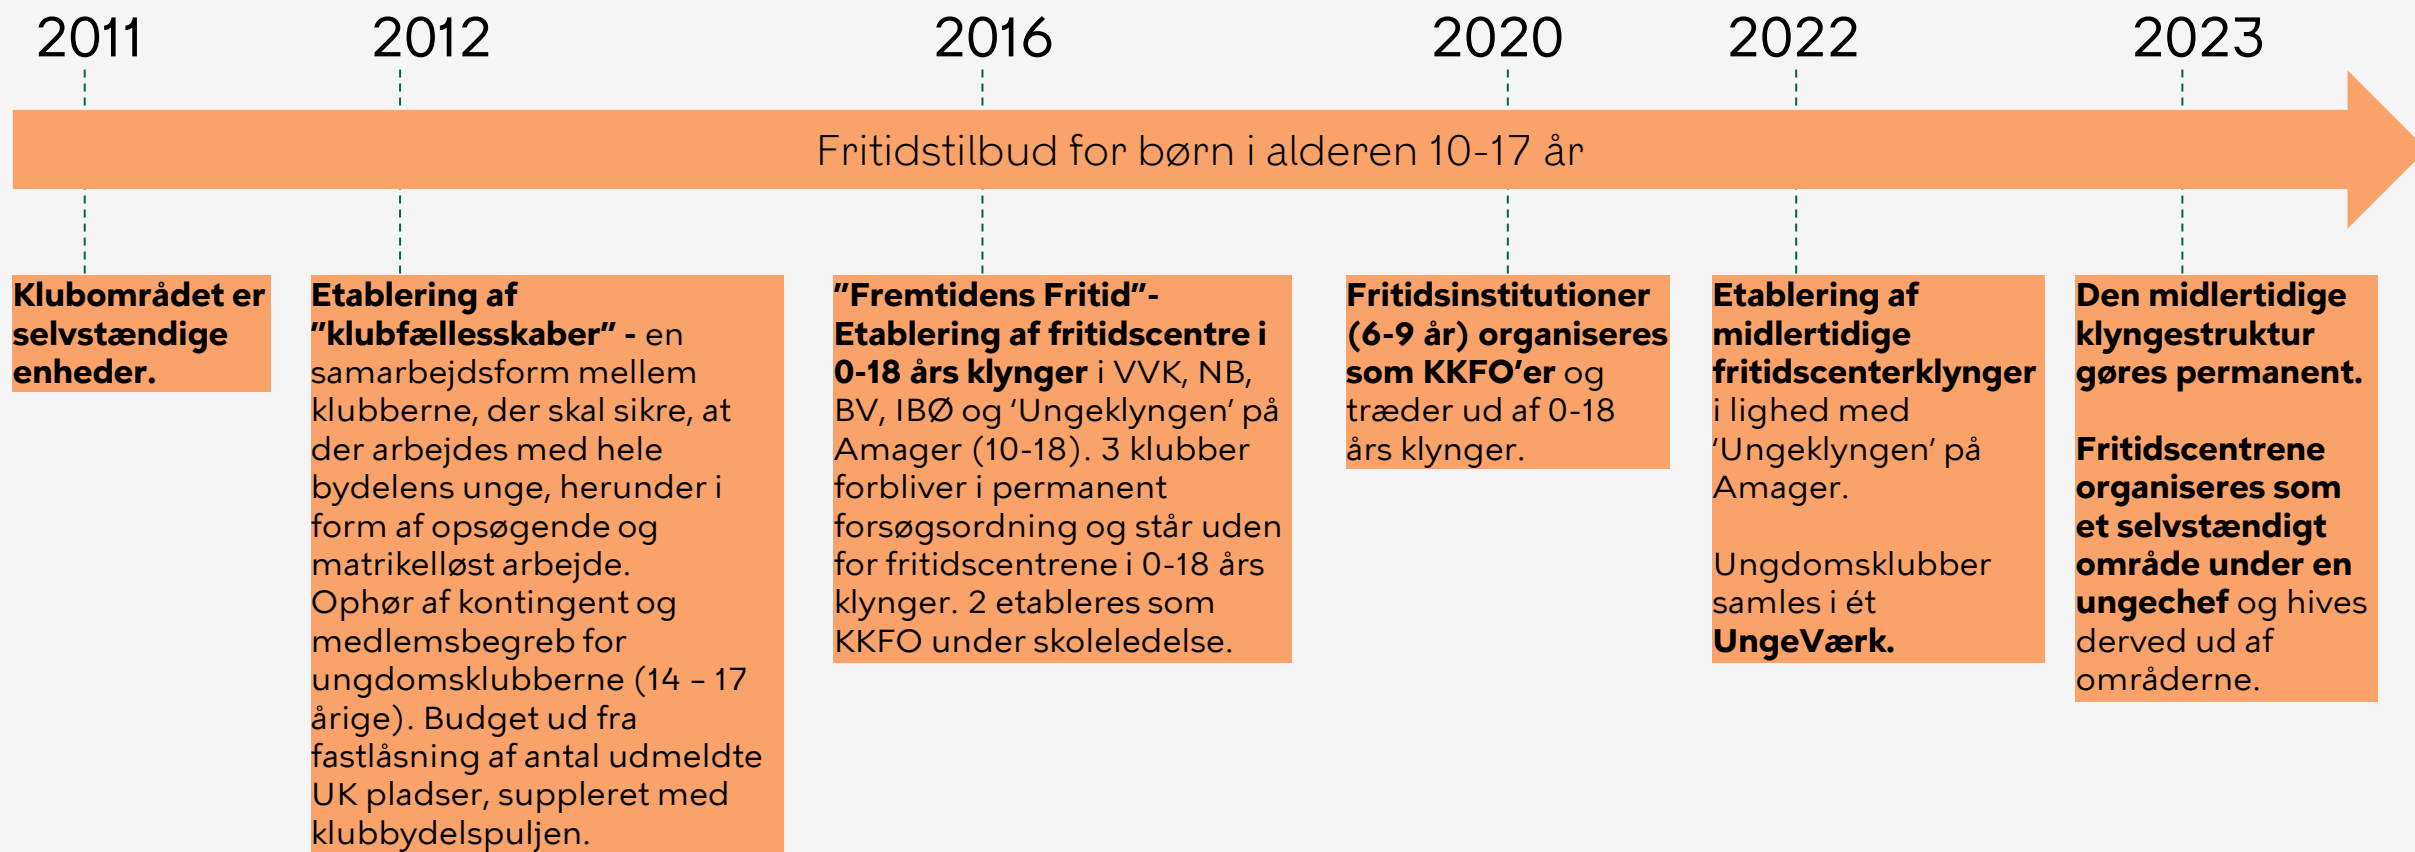 2011
2012
2016
2020
2022
2023
Fritidstilbud for børn i alderen 10-17 år
Klubområdet er
selvstændige
enheder.
Etablering af
”klubfællesskaber” - en
samarbejdsform mellem
klubberne, der skal sikre, at
der arbejdes med hele
bydelens unge, herunder i
form af opsøgende og
matrikelløst arbejde.
Ophør af kontingent og
medlemsbegreb for
ungdomsklubberne (14 – 17
årige). Budget ud fra
fastlåsning af antal udmeldte
UK pladser, suppleret med
klubbydelspuljen.
”Fremtidens Fritid”-
Etablering af fritidscentre i
0-18 års klynger i VVK, NB,
BV, IBØ og ‘Ungeklyngen’ på
Amager (10-18). 3 klubber
forbliver i permanent
forsøgsordning og står uden
for fritidscentrene i 0-18 års
klynger. 2 etableres som
KKFO under skoleledelse.
Fritidsinstitutioner
(6-9 år) organiseres
som KKFO’er og
træder ud af 0-18
års klynger.
Etablering af
midlertidige
fritidscenterklynger
i lighed med
‘Ungeklyngen’ på
Amager.
Ungdomsklubber
samles i ét
UngeVærk.
Den midlertidige
klyngestruktur
gøres permanent.
Fritidscentrene
organiseres som
et selvstændigt
område under en
ungechef og hives
derved ud af
områderne.